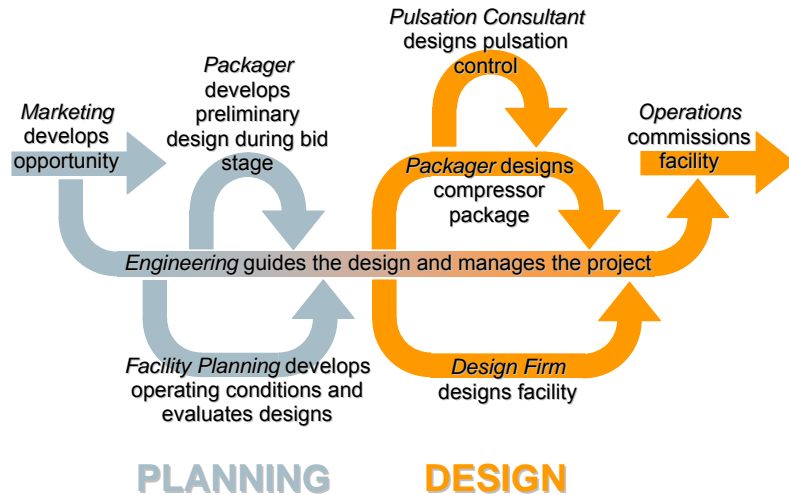 Marketing
develops
opportunity
Packager
develops
preliminary
design during bid
stage
Pulsation Consultant
designs pulsation
control
Packager designs
compressor
package
Operations
commissions
facility
Engineering guides the design and manages the project
Facility Planning develops
operating conditions and
evaluates designs
Design Firm
designs facility
PLANNING
DESIGN